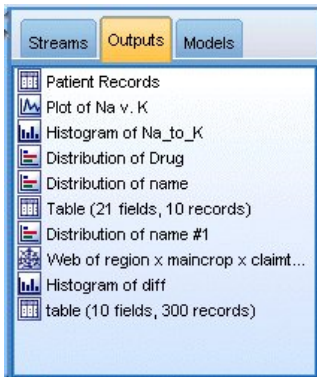 Streams Outputs Models
Patient Records
Plot of Na v. K
Histogram of Na_to_K
Distribution of Drug
Distribution of name
Table (21 fields, 10 records)
Distribution of name #1
Web of region x maincrop x claimt...
Histogram of diff
table (10 fields, 300 records)